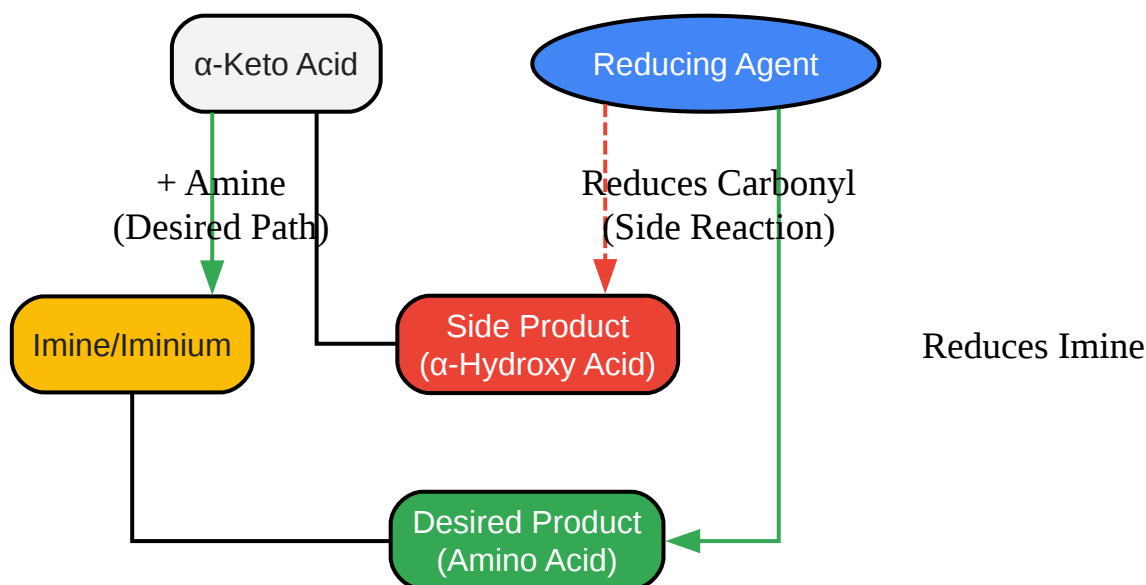 α-Keto Acid
Reducing Agent
+ Amine
(Desired Path)
Reduces Carbonyl
(Side Reaction)
Imine/Iminium
Side Product
(α-Hydroxy Acid)
Reduces Imine
Desired Product
(Amino Acid)